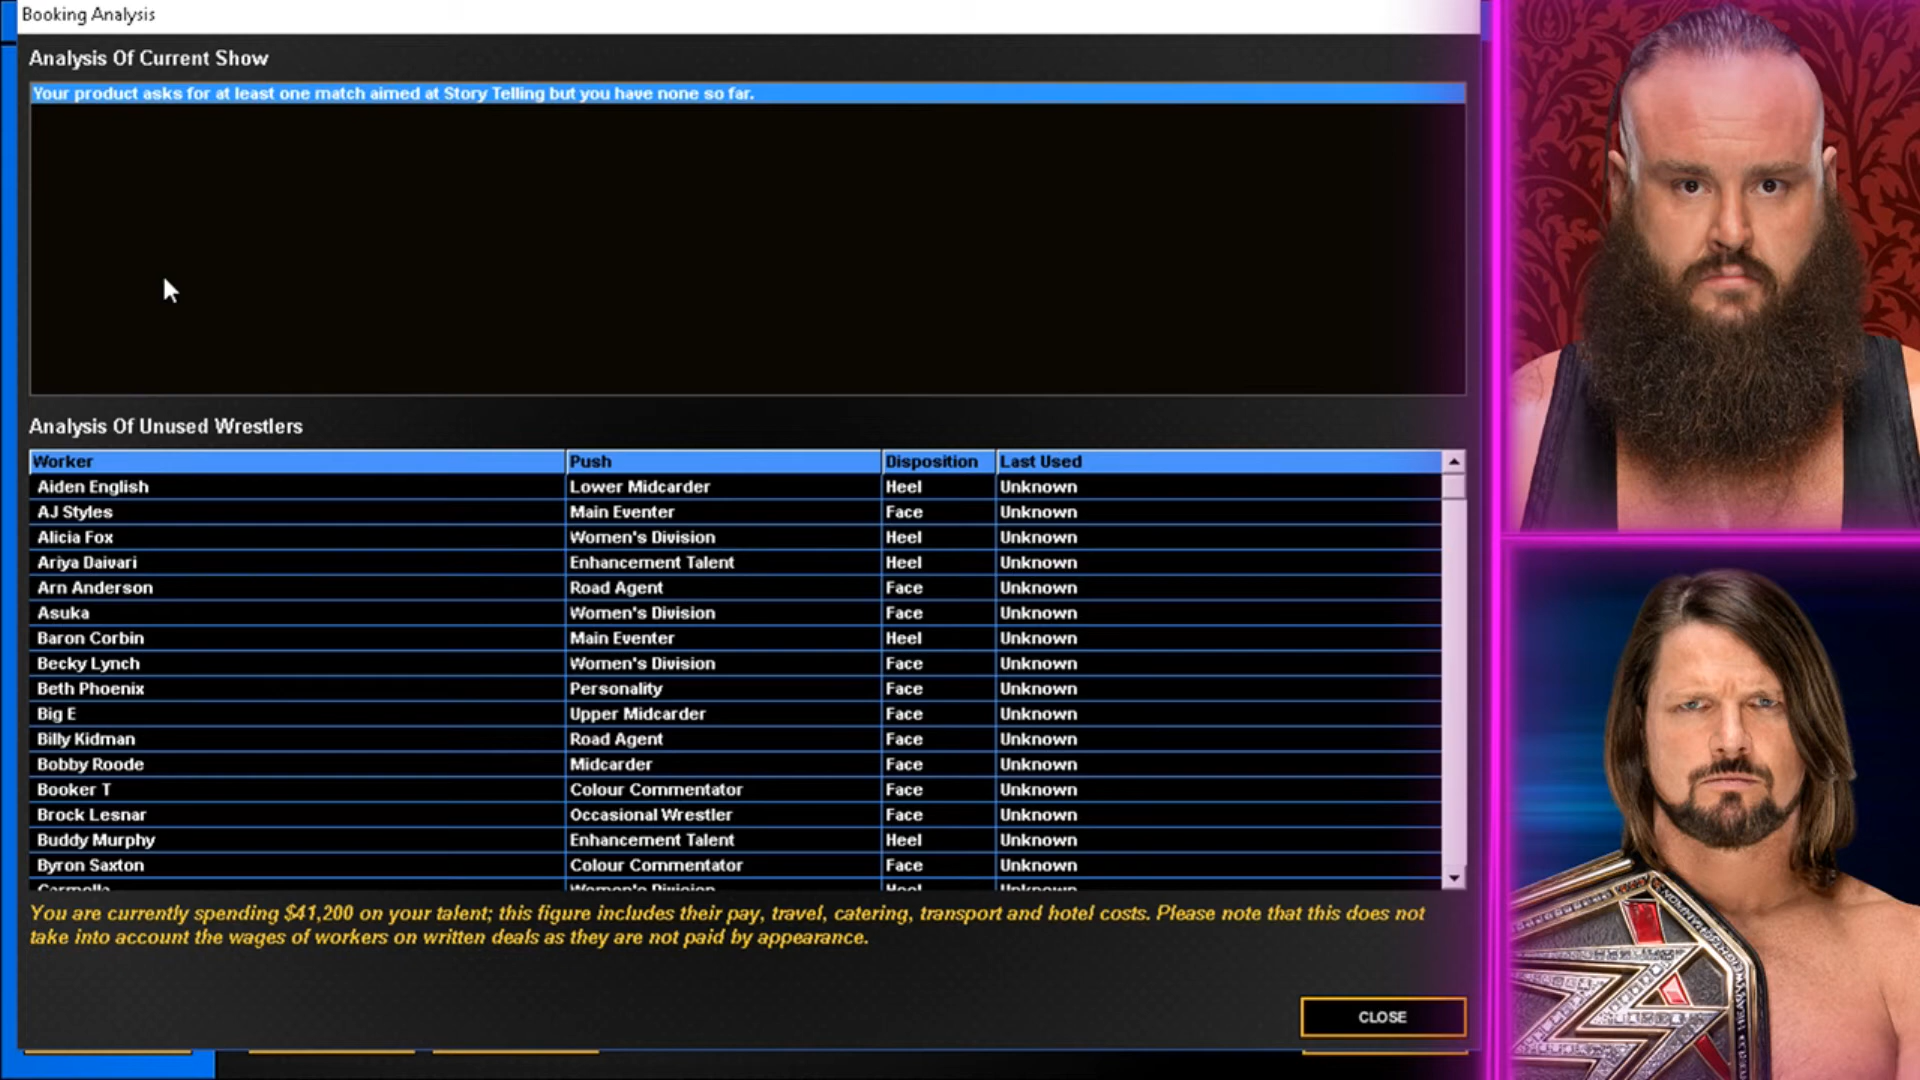 Booking Analysis
Analysis Of Current Show
Your product asks for at least one match aimed at Story Telling but you have none so far.
Analysis Of Unused Wrestlers
Worker Push Disposition Last Used
Aiden English Lower Midcarder Heel Unknown
AJ Styles Main Eventer Face Unknown
Alicia Fox Women's Division Heel Unknown
Ariya Daivari Enhancement Talent Heel Unknown
Arn Anderson Road Agent Face Unknown
Asuka Women's Division Face Unknown
Baron Corbin Main Eventer Heel Unknown
Becky Lynch Women's Division Face Unknown
Beth Phoenix Personality Face Unknown
Big E Upper Midcarder Face Unknown
Billy Kidman Road Agent Face Unknown
Bobby Roode Midcarder Face Unknown
Booker T Colour Commentator Face Unknown
Brock Lesnar Occasional Wrestler Face Unknown
Buddy Murphy Enhancement Talent Heel Unknown
Byron Saxton Colour Commentator Face Unknown
Carmella Women's Division Heel Unknown
You are currently spending $41,200 on your talent; this figure includes their pay, travel, catering, transport and hotel costs. Please note that this does not
take into account the wages of workers on written deals as they are not paid by appearance.
CLOSE